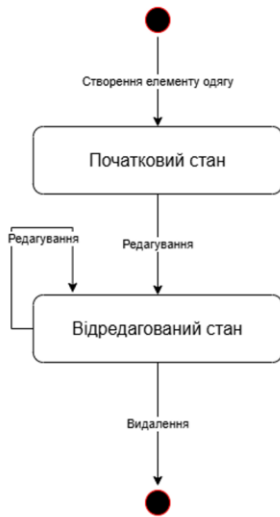 Створення елементу одягу
Початковий стан
Редагування
Редагування
Відредагований стан
Видалення